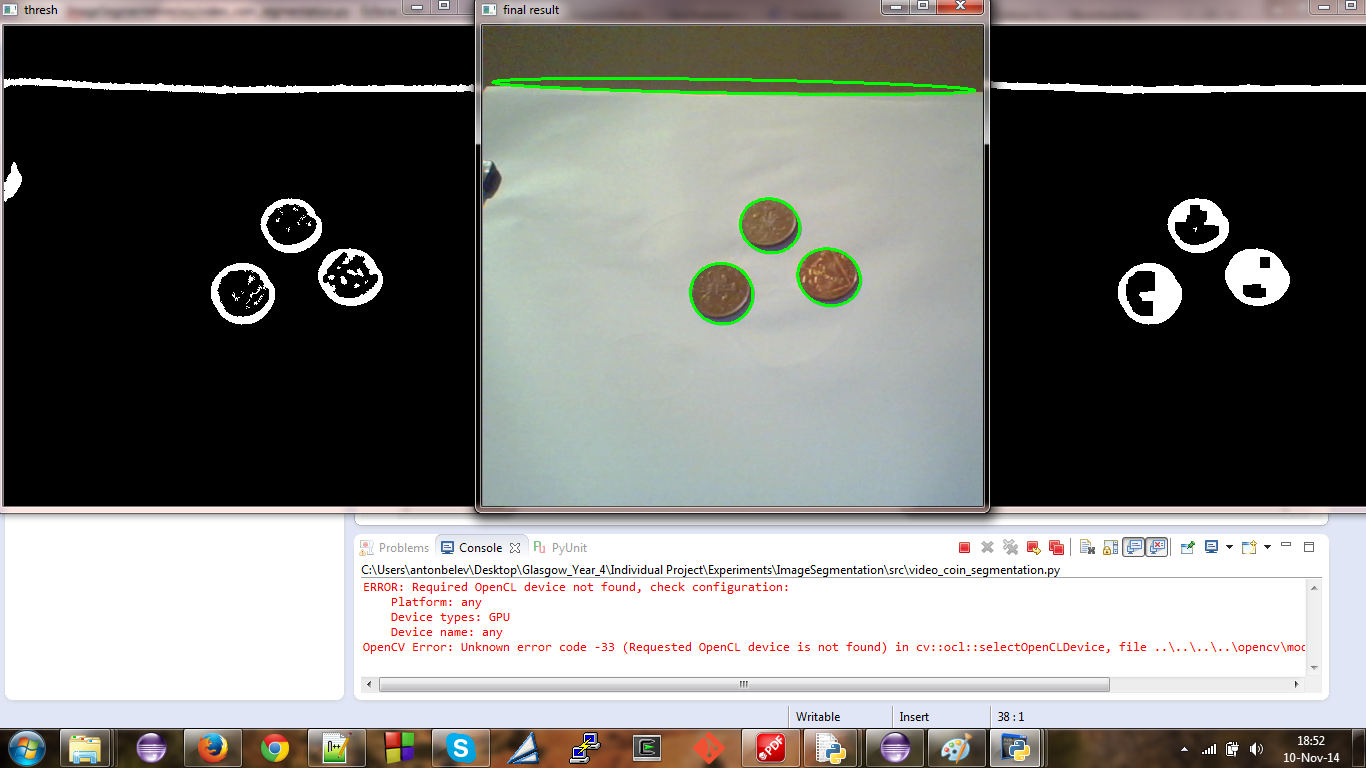 thresh
final result
Problems
Console
PyUnit
C:\Users\antonbelev\Desktop\Glasgow_Year_4\Individual Project\Experiments\ImageSegmentation\src\video_coin_segmentation.py
ERROR: Required OpenCL device not found, check configuration:
Platform: any
Device types: GPU
Device name: any
OpenCV Error: Unknown error code -33 (Requested OpenCL device is not found) in cv::ocl::selectOpenCLDevice, file ..\..\..\..\opencv\moc
Writable
Insert
38 : 1
PDF
18:52
10-Nov-14